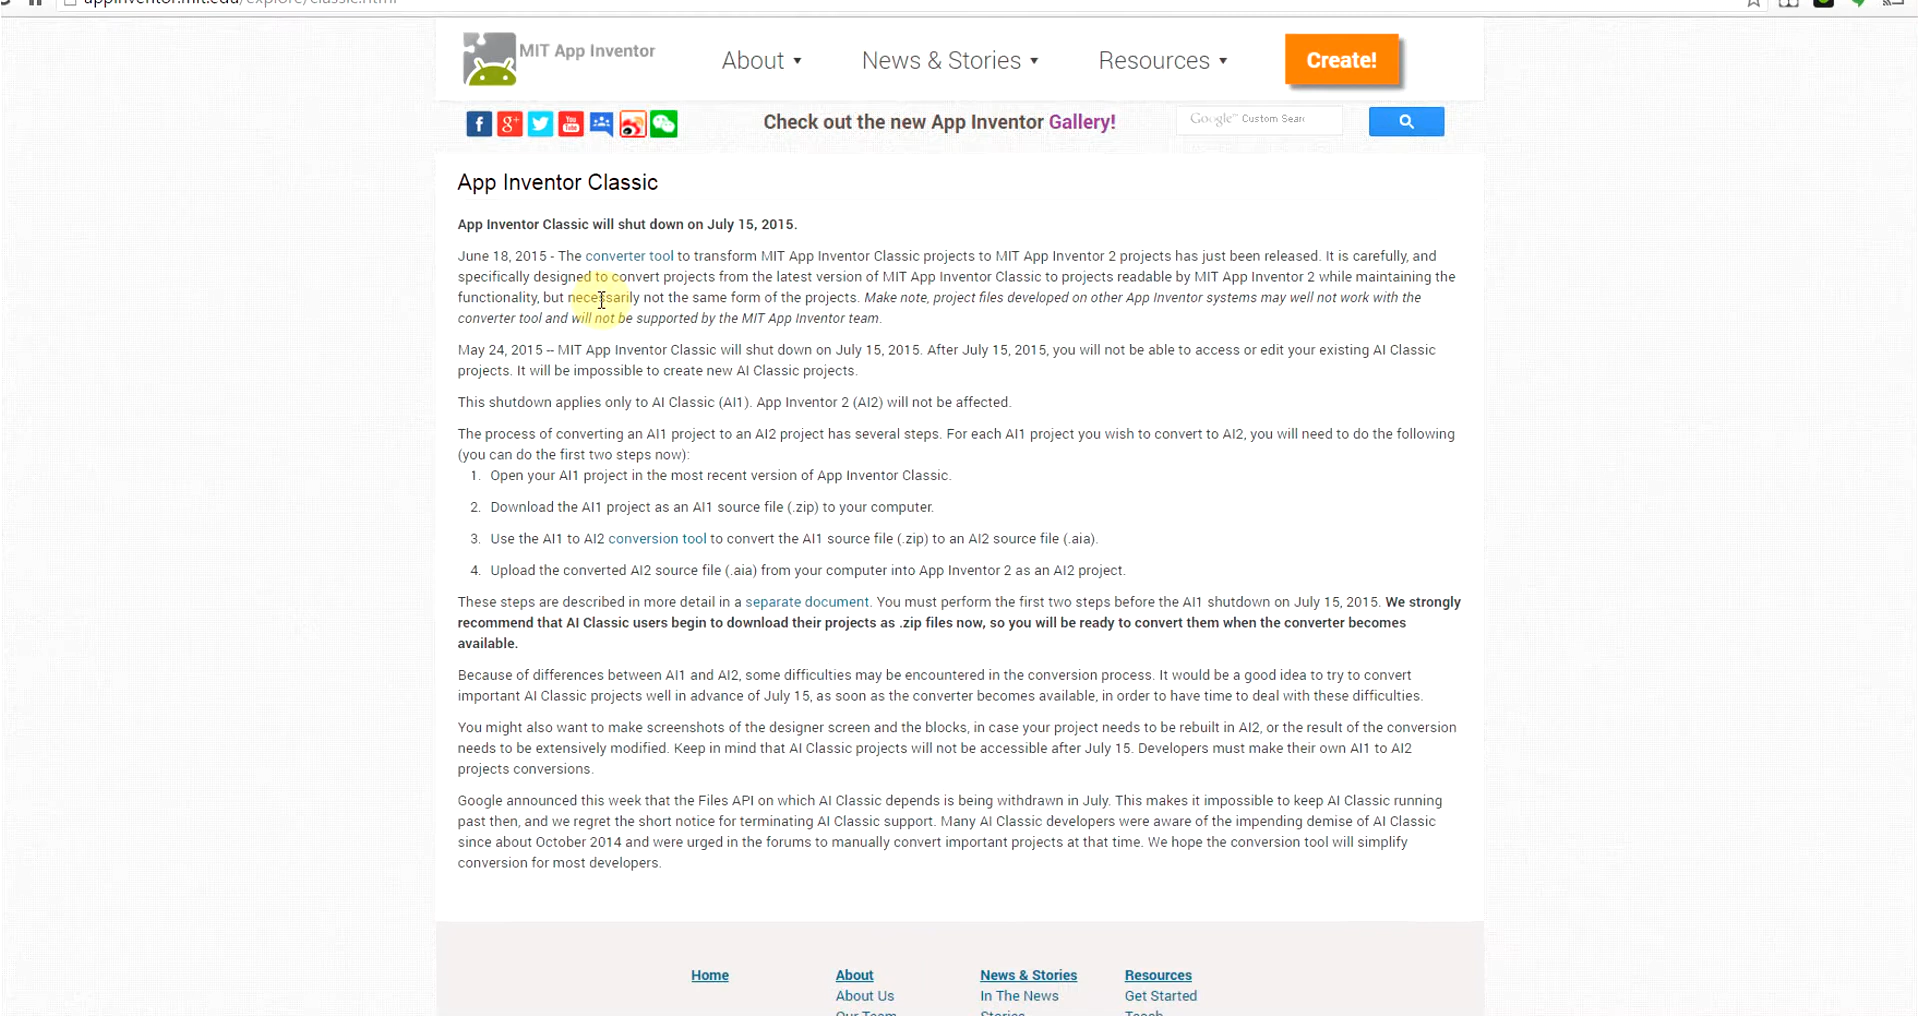 appinventor.mit.edu/explore/classic.html
MIT App Inventor
About
News & Stories
Resources
Create!
Check out the new App Inventor Gallery!
Google™ Custom Sear
App Inventor Classic
App Inventor Classic will shut down on July 15, 2015.
June 18, 2015 - The converter tool to transform MIT App Inventor Classic projects to MIT App Inventor 2 projects has just been released. It is carefully, and
specifically designed to convert projects from the latest version of MIT App Inventor Classic to projects readable by MIT App Inventor 2 while maintaining the
functionality, but necessarily not the same form of the projects. Make note, project files developed on other App Inventor systems may well not work with the
converter tool and will not be supported by the MIT App Inventor team.
May 24, 2015 -- MIT App Inventor Classic will shut down on July 15, 2015. After July 15, 2015, you will not be able to access or edit your existing AI Classic
projects. It will be impossible to create new AI Classic projects.
This shutdown applies only to AI Classic (AI1). App Inventor 2 (AI2) will not be affected.
The process of converting an AI1 project to an AI2 project has several steps. For each AI1 project you wish to convert to AI2, you will need to do the following
(you can do the first two steps now):
1. Open your AI1 project in the most recent version of App Inventor Classic.
2. Download the AI1 project as an AI1 source file (.zip) to your computer.
3. Use the AI1 to AI2 conversion tool to convert the AI1 source file (.zip) to an AI2 source file (.aia).
4. Upload the converted AI2 source file (.aia) from your computer into App Inventor 2 as an AI2 project.
These steps are described in more detail in a separate document. You must perform the first two steps before the AI1 shutdown on July 15, 2015. We strongly
recommend that AI Classic users begin to download their projects as .zip files now, so you will be ready to convert them when the converter becomes
available.
Because of differences between AI1 and AI2, some difficulties may be encountered in the conversion process. It would be a good idea to try to convert
important AI Classic projects well in advance of July 15, as soon as the converter becomes available, in order to have time to deal with these difficulties.
You might also want to make screenshots of the designer screen and the blocks, in case your project needs to be rebuilt in AI2, or the result of the conversion
needs to be extensively modified. Keep in mind that AI Classic projects will not be accessible after July 15. Developers must make their own AI1 to AI2
projects conversions.
Google announced this week that the Files API on which AI Classic depends is being withdrawn in July. This makes it impossible to keep AI Classic running
past then, and we regret the short notice for terminating AI Classic support. Many AI Classic developers were aware of the impending demise of AI Classic
since about October 2014 and were urged in the forums to manually convert important projects at that time. We hope the conversion tool will simplify
conversion for most developers.
Home
About
News & Stories
Resources
About Us
In The News
Get Started
Our Team
Stories
Teach